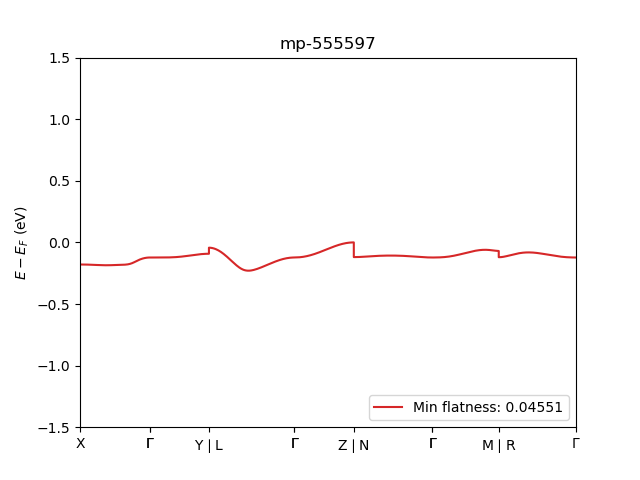 mp-555597
1.5
1.0
0.5
0.0
−0.5
−1.0
−1.5
E − E_F (eV)
Min flatness: 0.04551
X Γ Y | L Γ Z | N Γ M | R Γ